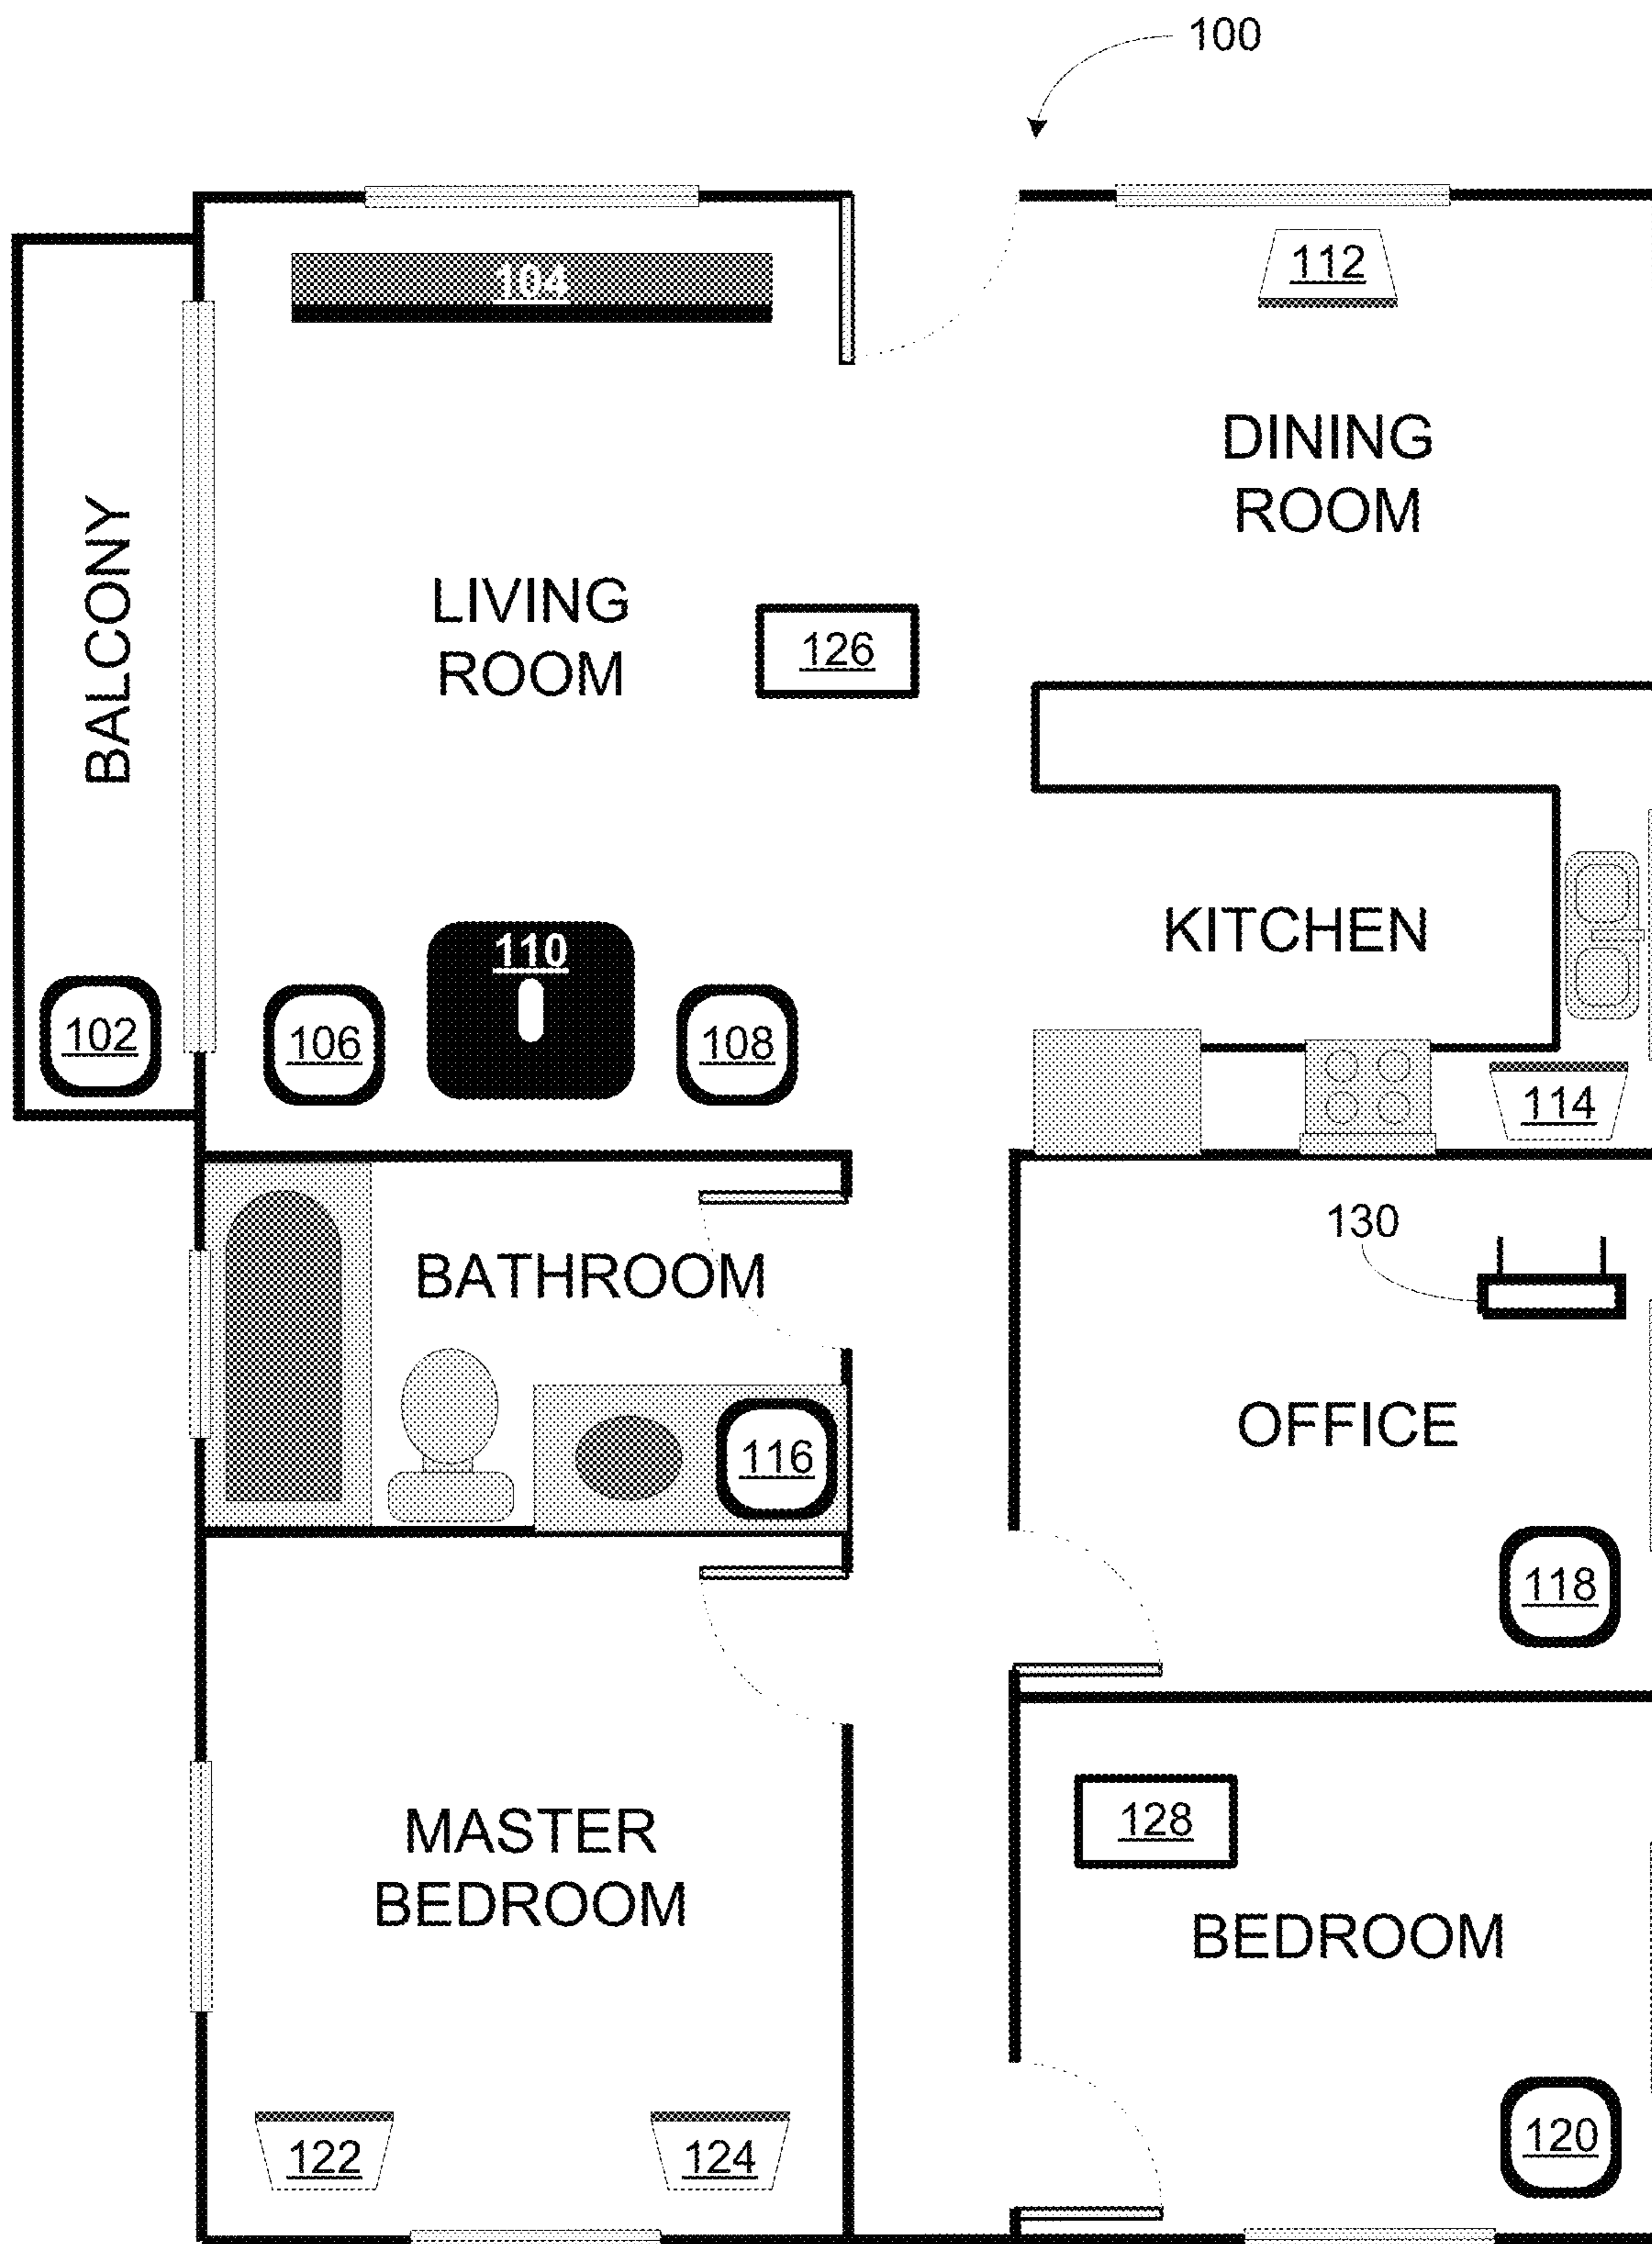 100
104
112
DINING
ROOM
BALCONY
LIVING
ROOM
126
110
KITCHEN
102
106
108
114
130
BATHROOM
OFFICE
116
118
128
MASTER
BEDROOM
BEDROOM
122
124
120